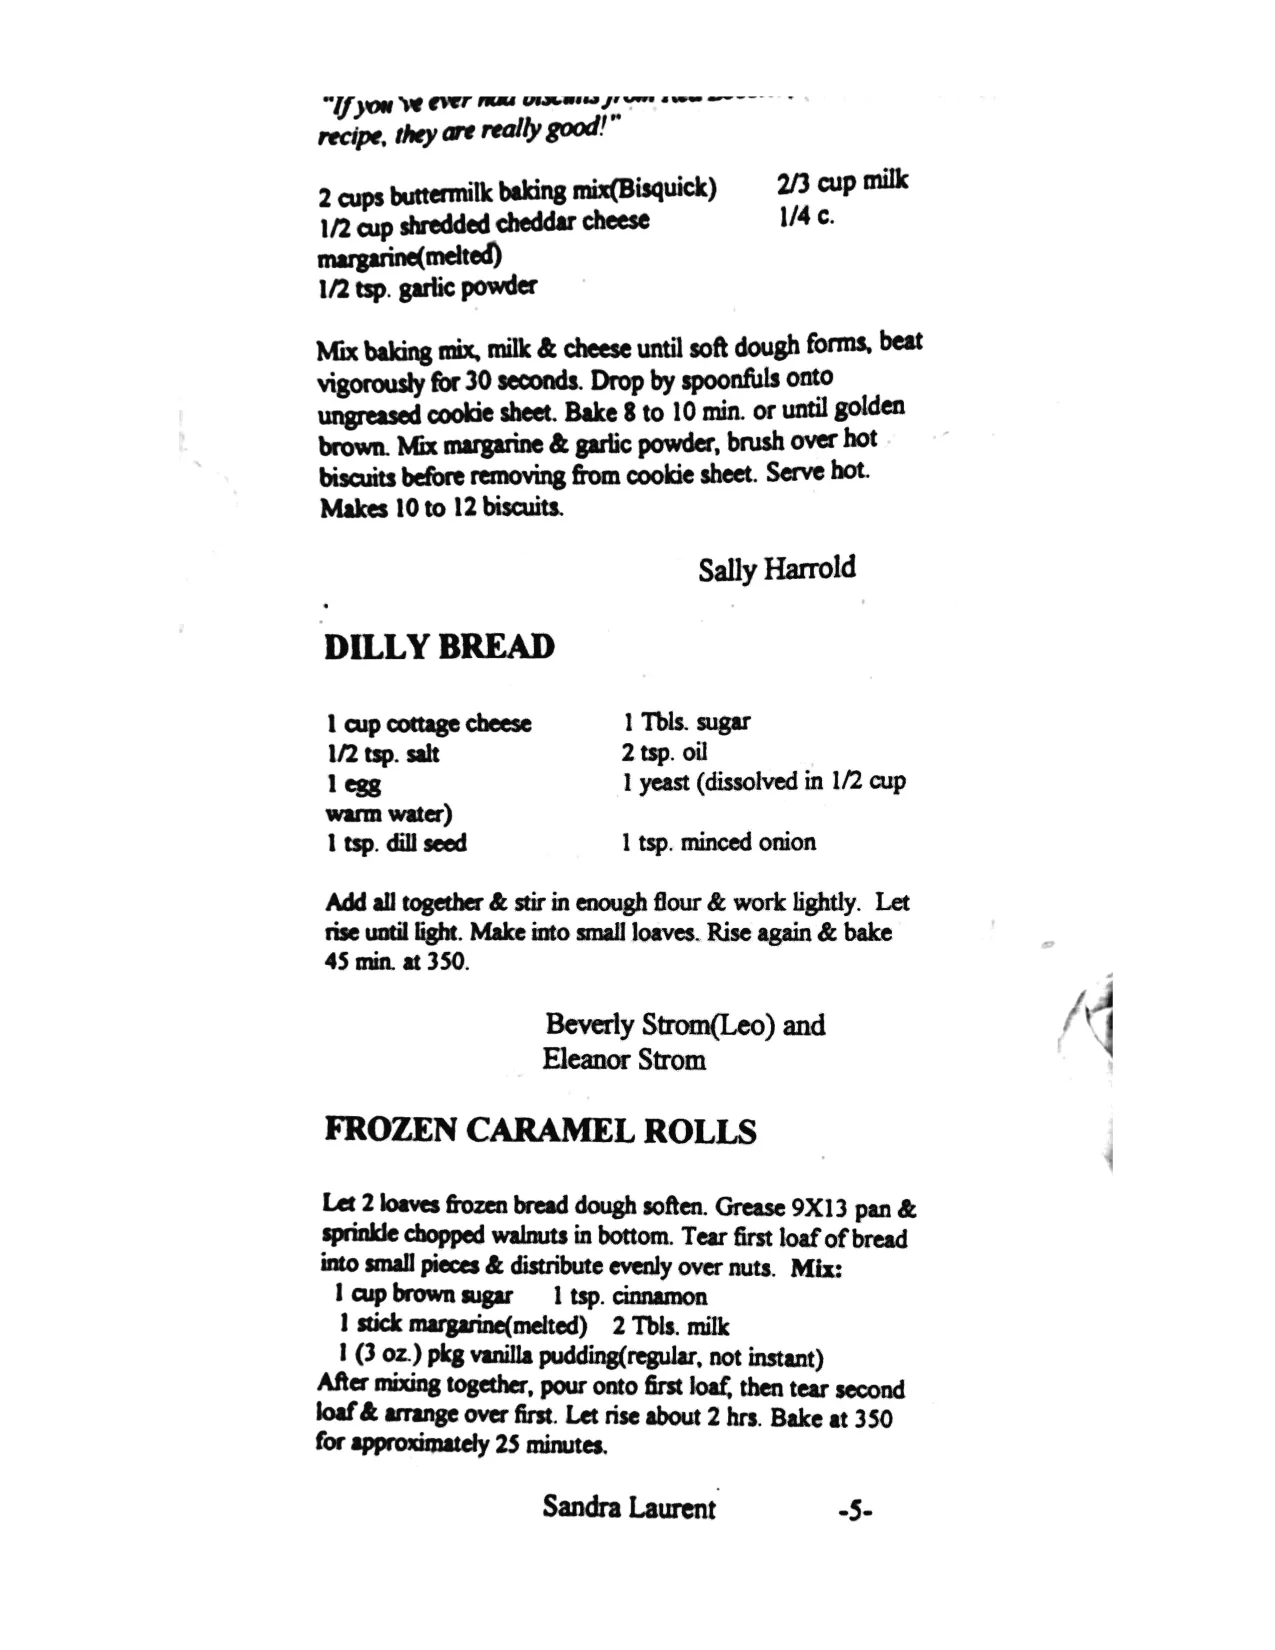 "If you've ever had biscuits from Red
recipe, they are really good!"
2 cups buttermilk baking mix(Bisquick) 2/3 cup milk
1/2 cup shredded cheddar cheese 1/4 c.
margarine(melted)
1/2 tsp. garlic powder
Mix baking mix, milk & cheese until soft dough forms, beat
vigorously for 30 seconds. Drop by spoonfuls onto
ungreased cookie sheet. Bake 8 to 10 min. or until golden
brown. Mix margarine & garlic powder, brush over hot
biscuits before removing from cookie sheet. Serve hot.
Makes 10 to 12 biscuits.
Sally Harrold
DILLY BREAD
1 cup cottage cheese 1 Tbls. sugar
1/2 tsp. salt 2 tsp. oil
1 egg 1 yeast (dissolved in 1/2 cup
warm water)
1 tsp. dill seed 1 tsp. minced onion
Add all together & stir in enough flour & work lightly. Let
rise until light. Make into small loaves. Rise again & bake
45 min. at 350.
Beverly Strom(Leo) and
Eleanor Strom
FROZEN CARAMEL ROLLS
Let 2 loaves frozen bread dough soften. Grease 9X13 pan &
sprinkle chopped walnuts in bottom. Tear first loaf of bread
into small pieces & distribute evenly over nuts. Mix:
1 cup brown sugar 1 tsp. cinnamon
1 stick margarine(melted) 2 Tbls. milk
1 (3 oz.) pkg vanilla pudding(regular, not instant)
After mixing together, pour onto first loaf, then tear second
loaf & arrange over first. Let rise about 2 hrs. Bake at 350
for approximately 25 minutes.
Sandra Laurent -5-